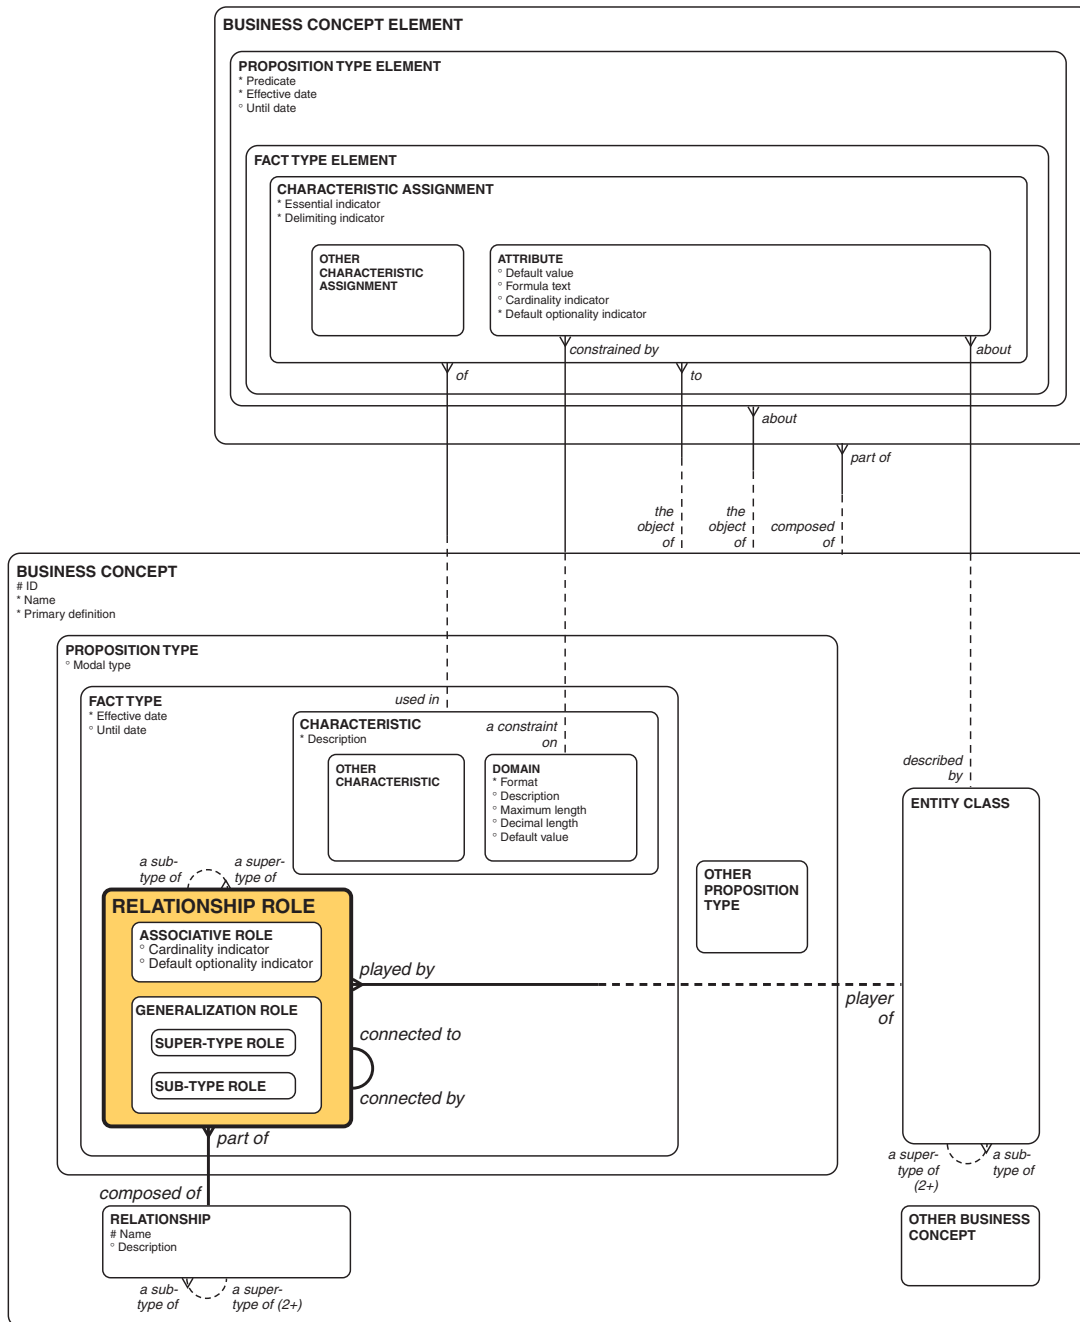 BUSINESS CONCEPT ELEMENT
PROPOSITION TYPE ELEMENT
* Predicate
* Effective date
° Until date
FACT TYPE ELEMENT
CHARACTERISTIC ASSIGNMENT
* Essential indicator
* Delimiting indicator
OTHER
CHARACTERISTIC
ASSIGNMENT
ATTRIBUTE
° Default value
° Formula text
° Cardinality indicator
* Default optionality indicator
constrained by
about
of
to
about
part of
the
object
of
the
object
of
composed
of
BUSINESS CONCEPT
# ID
* Name
* Primary definition
PROPOSITION TYPE
° Modal type
FACT TYPE
* Effective date
° Until date
used in
CHARACTERISTIC
* Description
a constraint
on
OTHER
CHARACTERISTIC
DOMAIN
* Format
° Description
° Maximum length
° Decimal length
° Default value
described
by
ENTITY CLASS
a sub-
type of
a super-
type of
OTHER
PROPOSITION
TYPE
RELATIONSHIP ROLE
ASSOCIATIVE ROLE
° Cardinality indicator
° Default optionality indicator
played by
player
of
GENERALIZATION ROLE
SUPER-TYPE ROLE
SUB-TYPE ROLE
connected to
connected by
part of
composed of
a super-
type of
(2+)
a sub-
type of
RELATIONSHIP
# Name
° Description
OTHER BUSINESS
CONCEPT
a sub-
type of
a super-
type of (2+)